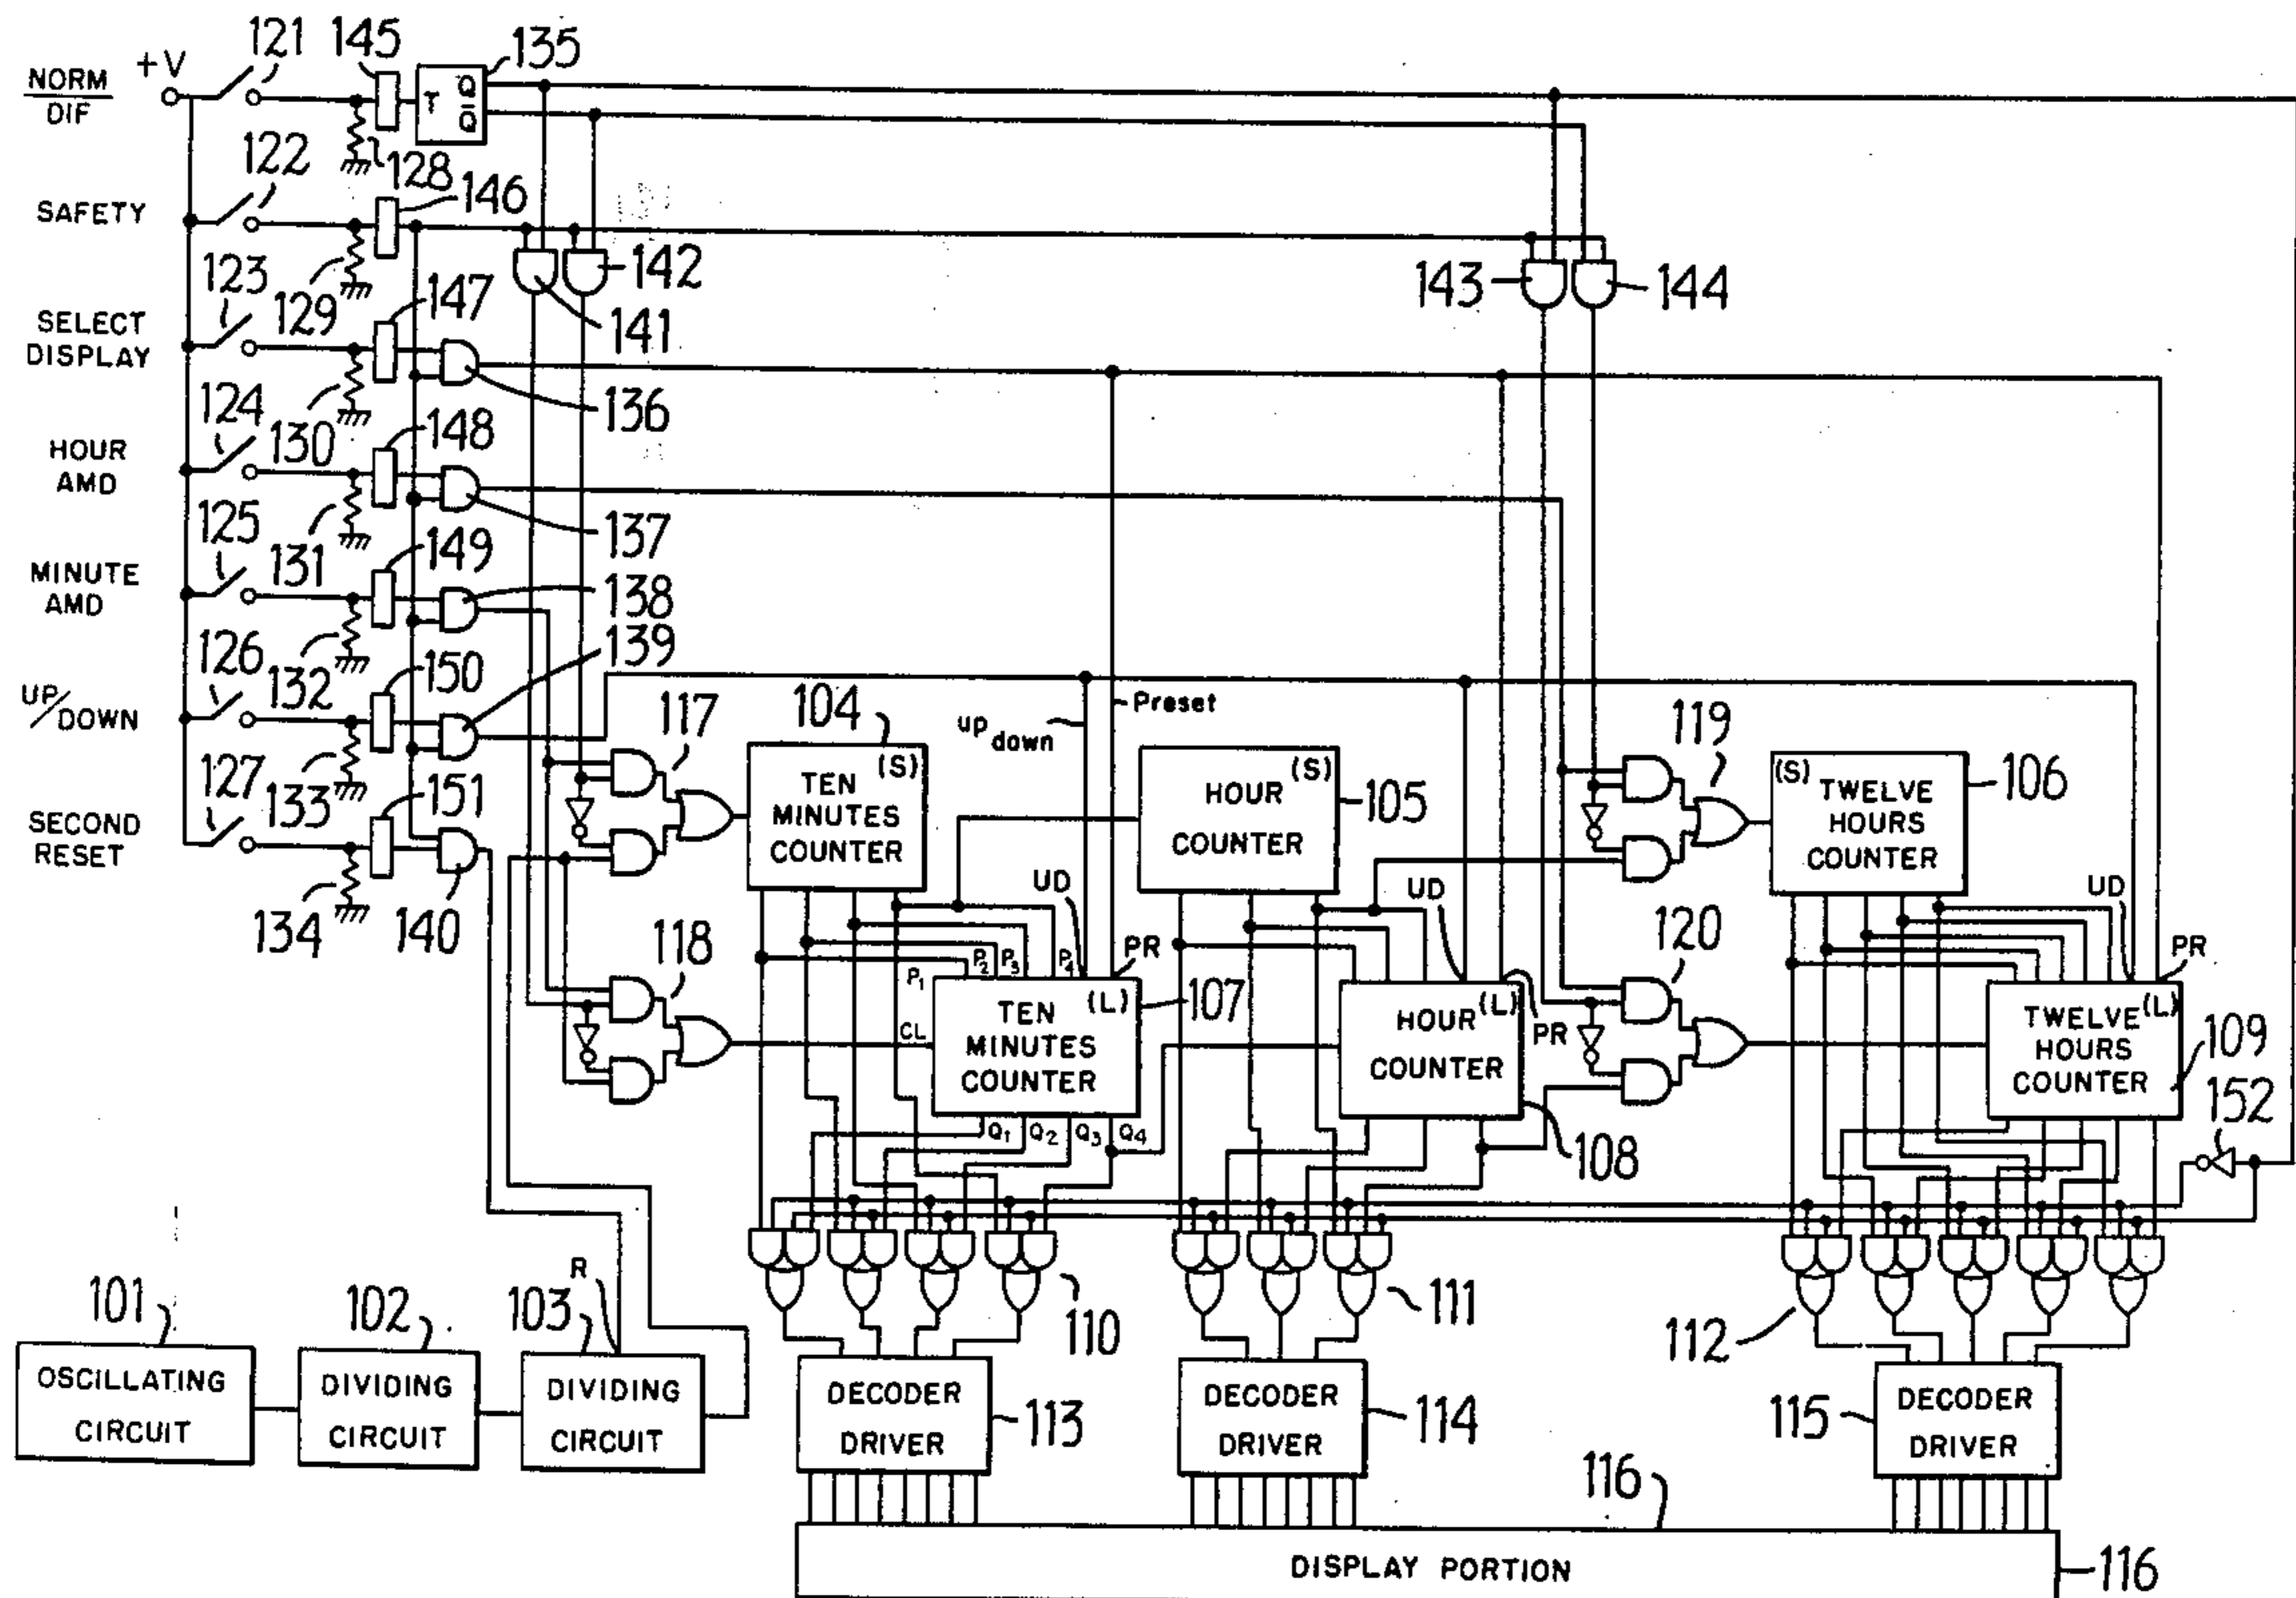 NORM
DIF
+V
121
145
135
T
Q
Q̄
128
SAFETY
122
146
142
143
144
SELECT
DISPLAY
123
129
147
141
136
HOUR
AMD
124
130
148
137
MINUTE
AMD
125
131
149
138
139
UP/DOWN
126
132
150
SECOND
RESET
127
133
151
134
140
117
118
104
(S)
TEN
MINUTES
COUNTER
up
down
Preset
(S)
HOUR
COUNTER
105
119
(S)
TWELVE
HOURS
COUNTER
106
UD
PR
P1
P2
P3
P4
CL
(L)
TEN
MINUTES
COUNTER
107
Q1
Q2
Q3
Q4
UD
PR
(L)
HOUR
COUNTER
108
120
UD
PR
(L)
TWELVE
HOURS
COUNTER
109
152
110
111
112
101
OSCILLATING
CIRCUIT
102
DIVIDING
CIRCUIT
103
R
DIVIDING
CIRCUIT
DECODER
DRIVER
113
DECODER
DRIVER
114
115
DECODER
DRIVER
116
DISPLAY PORTION
116